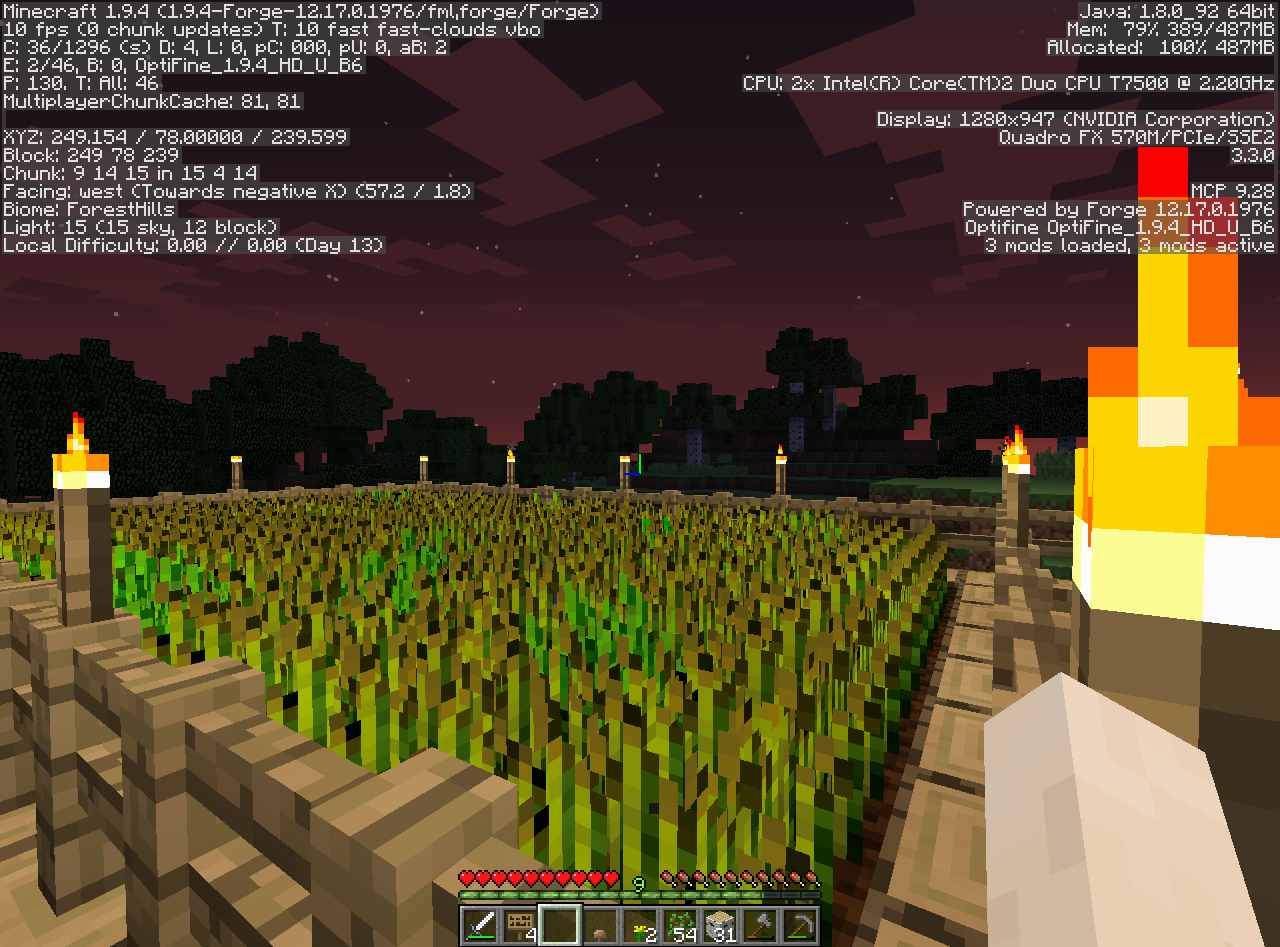 Minecraft 1.9.4 (1.9.4-Forge-12.17.0.1976/fml,forge/Forge)
10 fps (0 chunk updates) T: 10 fast fast-clouds vbo
C: 36/1296 (s) D: 4, L: 0, pC: 000, pU: 0, aB: 2
E: 2/46, B: 0, OptiFine_1.9.4_HD_U_B6
P: 130. T: All: 46
MultiplayerChunkCache: 81, 81
XYZ: 249.154 / 78.00000 / 239.599
Block: 249 78 239
Chunk: 9 14 15 in 15 4 14
Facing: west (Towards negative X) (57.2 / 1.8)
Biome: ForestHills
Light: 15 (15 sky, 12 block)
Local Difficulty: 0.00 // 0.00 (Day 13)
Java: 1.8.0_92 64bit
Mem: 79% 389/487MB
Allocated: 100% 487MB
CPU: 2x Intel(R) Core(TM)2 Duo CPU T7500 @ 2.20GHz
Display: 1280x947 (NVIDIA Corporation)
Quadro FX 570M/PCIe/SSE2
3.3.0
MCP 9.28
Powered by Forge 12.17.0.1976
Optifine OptiFine_1.9.4_HD_U_B6
3 mods loaded, 3 mods active
9
4 2 54 31